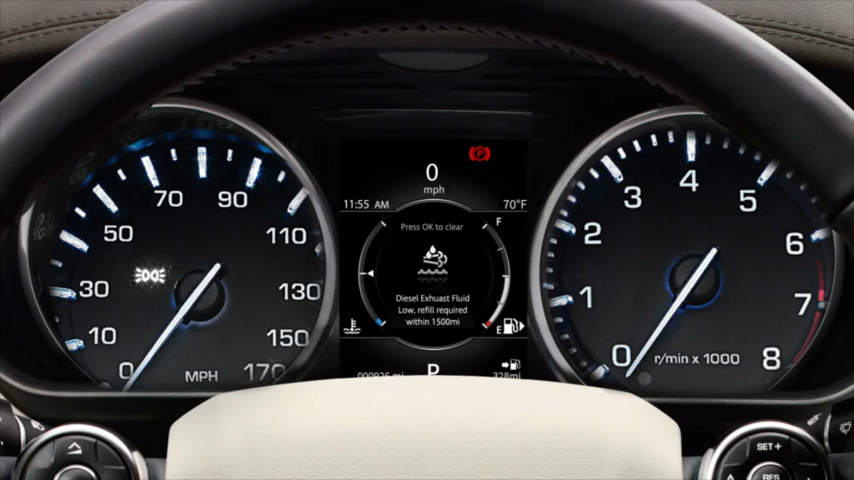 0
mph
11:55 AM
70°F
Press OK to clear
Diesel Exhuast Fluid
Low, refill required
within 1500mi
F
E
P
328mi
0
10
30
50
70
90
110
130
150
170
MPH
0
1
2
3
4
5
6
7
8
r/min x 1000
SET+
RES